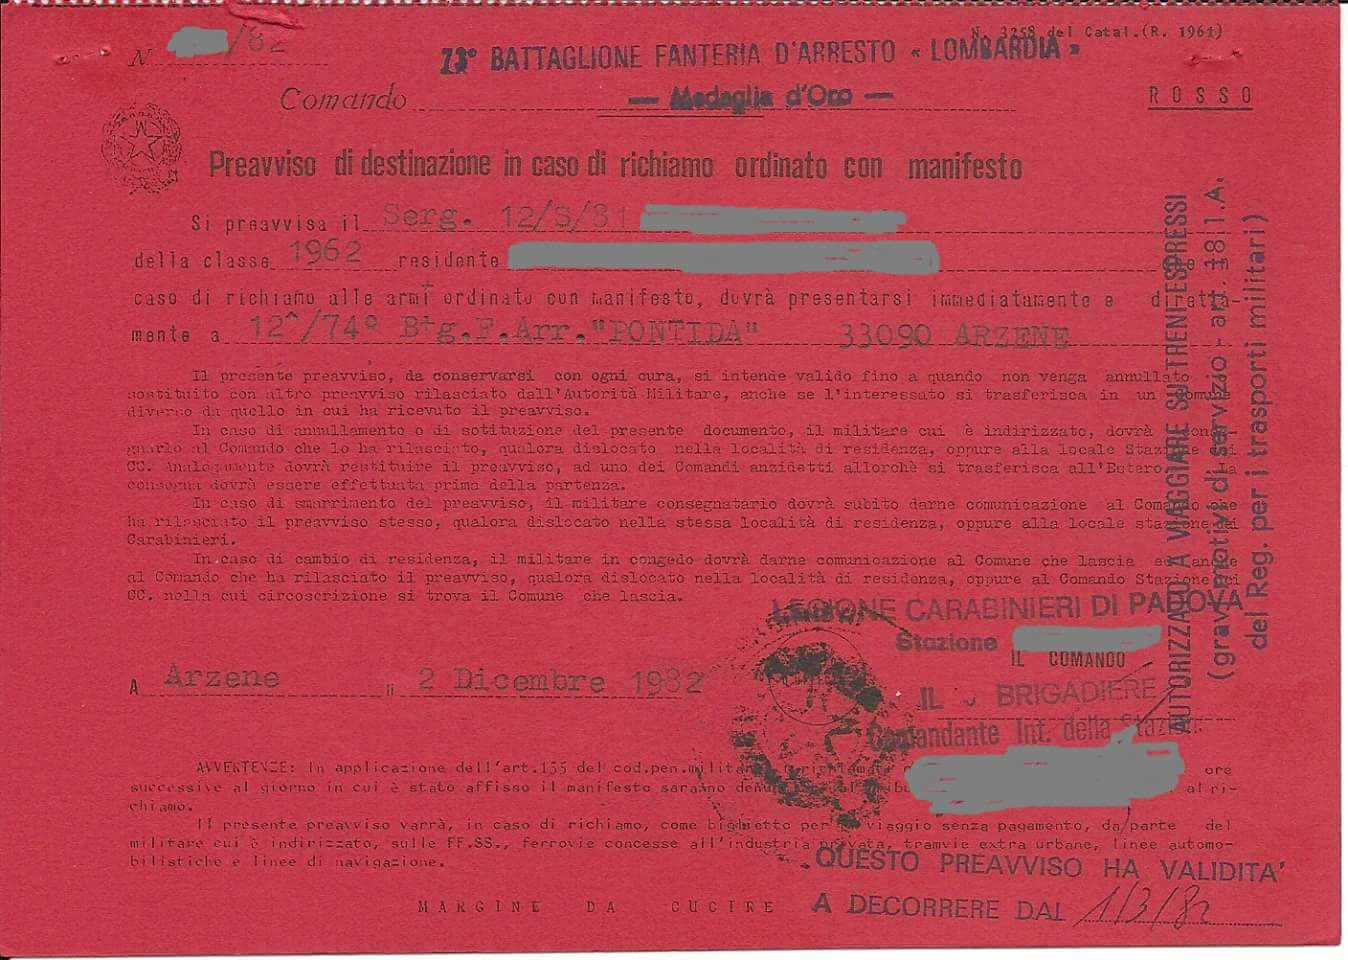 N. 3258 del Catal.(R. 1961)
N /82
73° BATTAGLIONE FANTERIA D'ARRESTO « LOMBARDIA »
Comando — Medaglia d'Oro —
ROSSO
Preavviso di destinazione in caso di richiamo ordinato con manifesto
Si preavvisa il Serg. 12/S/81
della classe 1962 residente
caso di richiamo alle armi ordinato con manifesto, dovrà presentarsi immediatamente e diretta-
mente a 12^/74° Btg.F.Arr."PONTIDA" 33090 ARZENE
Il presente preavviso, da conservarsi con ogni cura, si intende valido fino a quando non venga annullato
sostituito con altro preavviso rilasciato dall'Autorità Militare, anche se l'interessato si trasferisca in un Comune
diverso da quello in cui ha ricevuto il preavviso.
In caso di annullamento o di sotituzione del presente documento, il militare cui è indirizzato, dovrà
al Comando che lo ha rilasciato, qualora dislocato nella località di residenza, oppure alla locale Stazione
CC. Analogamente dovrà restituire il preavviso, ad uno dei Comandi anzidetti allorchè si trasferisca all'Estero.
consegna dovrà essere effettuata prima della partenza.
In caso di smarrimento del preavviso, il militare consegnatario dovrà subito darne comunicazione al Comando che
ha rilasciato il preavviso stesso, qualora dislocato nella stessa località di residenza, oppure alla locale stazione
Carabinieri.
In caso di cambio di residenza, il militare in congedo dovrà darne comunicazione al Comune che lascia
al Comando che ha rilasciato il preavviso, qualora dislocato nella località di residenza, oppure al Comando Stazione
CC. nella cui circoscrizione si trova il Comune che lascia.
LEGIONE CARABINIERI DI PADOVA
Stazione
IL COMANDO
A Arzene li 2 Dicembre 1982
IL BRIGADIERE
Comandante Int. della Stazione
AVVERTENZE: In applicazione dell'art.135 del cod.pen.militare ore
successive al giorno in cui è stato affisso il manifesto saranno al ri-
chiamo.
Il presente preavviso varrà, in caso di richiamo, come biglietto per viaggio senza pagamento, da parte del
militare cui è indirizzato, sulle FF.SS., ferrovie concesse all'industria privata, tramvie extra urbane, linee automo-
bilistiche e linee di navigazione.
QUESTO PREAVVISO HA VALIDITA'
A DECORRERE DAL 1/3/82
MARGINE DA CUCIRE
AUTORIZZATO A VIAGGIARE SU TRENI ESPRESSI
(gravi motivi di servizio - art. 38 I.A.
del Reg. per i trasporti militari)